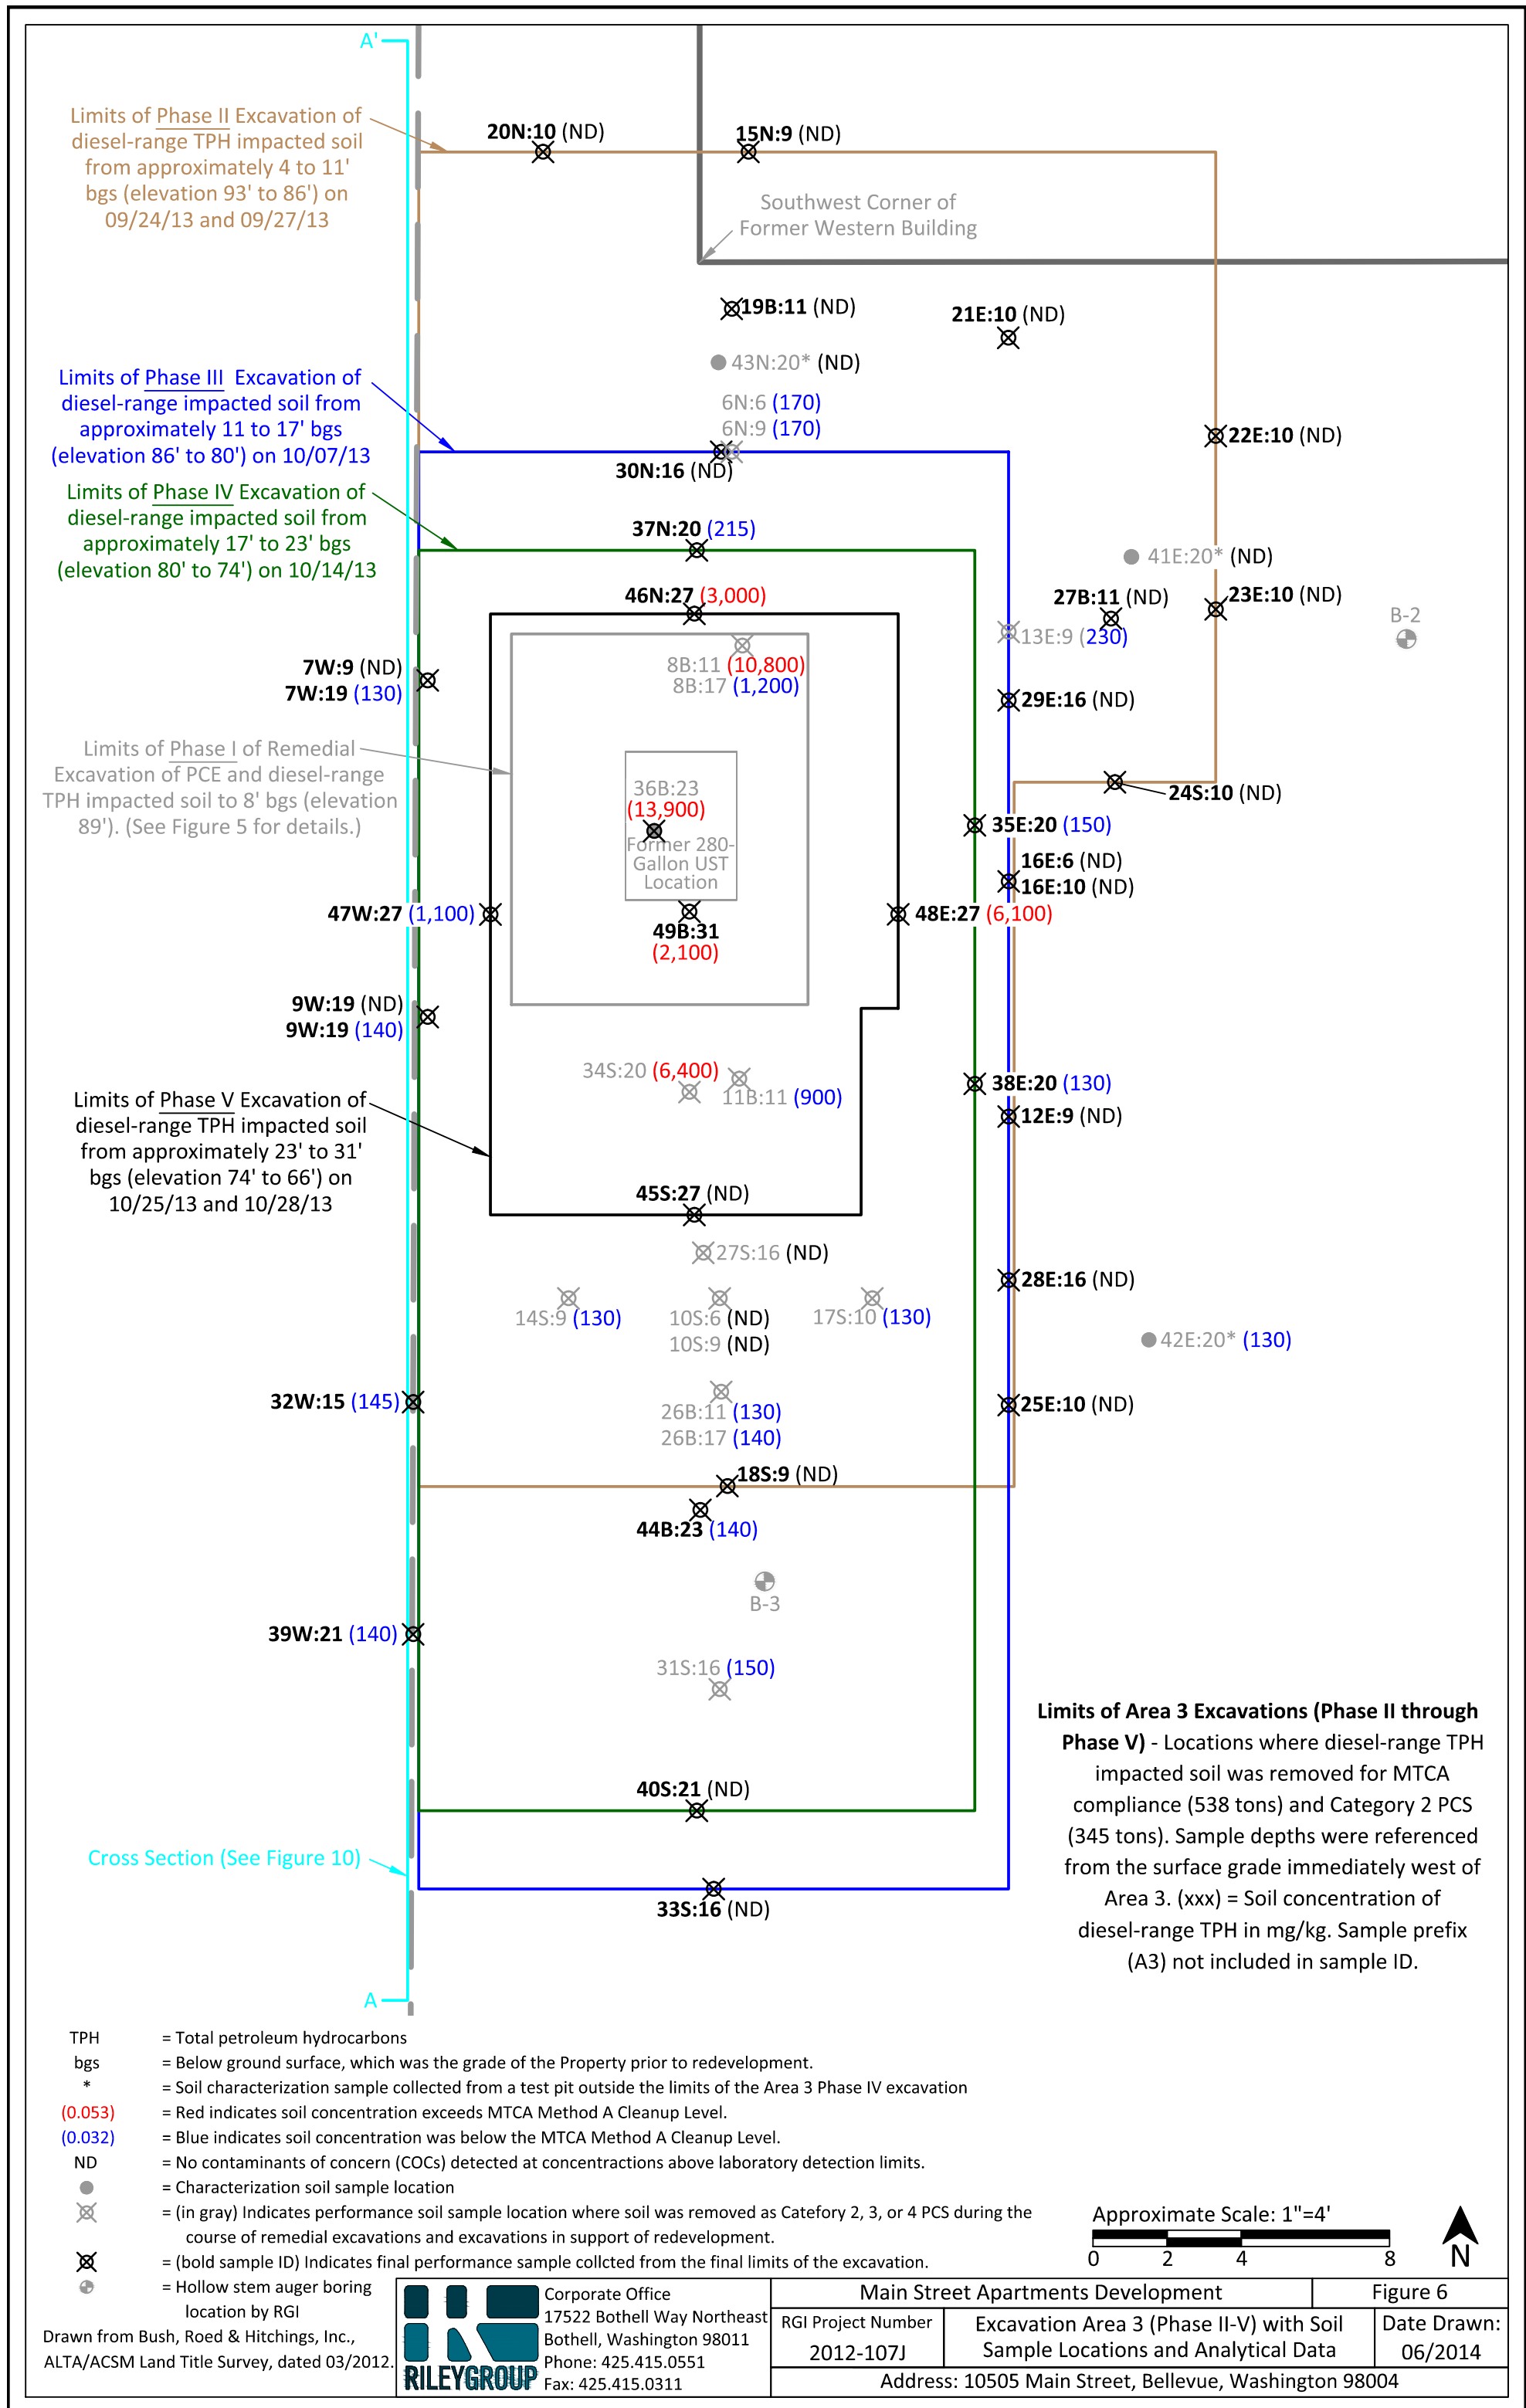 A'
Limits of Phase II Excavation of
diesel-range TPH impacted soil
from approximately 4 to 11'
bgs (elevation 93' to 86') on
09/24/13 and 09/27/13
20N:10 (ND)
15N:9 (ND)
Southwest Corner of
Former Western Building
19B:11 (ND)
21E:10 (ND)
43N:20* (ND)
Limits of Phase III Excavation of
diesel-range impacted soil from
approximately 11 to 17' bgs
(elevation 86' to 80') on 10/07/13
6N:6 (170)
6N:9 (170)
30N:16 (ND)
22E:10 (ND)
Limits of Phase IV Excavation of
diesel-range impacted soil from
approximately 17' to 23' bgs
(elevation 80' to 74') on 10/14/13
37N:20 (215)
41E:20* (ND)
46N:27 (3,000)
27B:11 (ND)
23E:10 (ND)
B-2
13E:9 (230)
7W:9 (ND)
7W:19 (130)
8B:11 (10,800)
8B:17 (1,200)
29E:16 (ND)
Limits of Phase I of Remedial
Excavation of PCE and diesel-range
TPH impacted soil to 8' bgs (elevation
89'). (See Figure 5 for details.)
36B:23
(13,900)
Former 280-
Gallon UST
Location
24S:10 (ND)
35E:20 (150)
16E:6 (ND)
16E:10 (ND)
47W:27 (1,100)
49B:31
(2,100)
48E:27 (6,100)
9W:19 (ND)
9W:19 (140)
34S:20 (6,400)
11B:11 (900)
38E:20 (130)
12E:9 (ND)
Limits of Phase V Excavation of
diesel-range TPH impacted soil
from approximately 23' to 31'
bgs (elevation 74' to 66') on
10/25/13 and 10/28/13
45S:27 (ND)
27S:16 (ND)
28E:16 (ND)
14S:9 (130)
10S:6 (ND)
10S:9 (ND)
17S:10 (130)
42E:20* (130)
32W:15 (145)
26B:11 (130)
26B:17 (140)
25E:10 (ND)
18S:9 (ND)
44B:23 (140)
B-3
39W:21 (140)
31S:16 (150)
40S:21 (ND)
Cross Section (See Figure 10)
33S:16 (ND)
A
Limits of Area 3 Excavations (Phase II through
Phase V) - Locations where diesel-range TPH
impacted soil was removed for MTCA
compliance (538 tons) and Category 2 PCS
(345 tons). Sample depths were referenced
from the surface grade immediately west of
Area 3. (xxx) = Soil concentration of
diesel-range TPH in mg/kg. Sample prefix
(A3) not included in sample ID.
TPH = Total petroleum hydrocarbons
bgs = Below ground surface, which was the grade of the Property prior to redevelopment.
* = Soil characterization sample collected from a test pit outside the limits of the Area 3 Phase IV excavation
(0.053) = Red indicates soil concentration exceeds MTCA Method A Cleanup Level.
(0.032) = Blue indicates soil concentration was below the MTCA Method A Cleanup Level.
ND = No contaminants of concern (COCs) detected at concentractions above laboratory detection limits.
= Characterization soil sample location
= (in gray) Indicates performance soil sample location where soil was removed as Catefory 2, 3, or 4 PCS during the
course of remedial excavations and excavations in support of redevelopment.
= (bold sample ID) Indicates final performance sample collcted from the final limits of the excavation.
= Hollow stem auger boring
location by RGI
Drawn from Bush, Roed & Hitchings, Inc.,
ALTA/ACSM Land Title Survey, dated 03/2012.
Approximate Scale: 1"=4'
0 2 4 8
N
RILEYGROUP
Corporate Office
17522 Bothell Way Northeast
Bothell, Washington 98011
Phone: 425.415.0551
Fax: 425.415.0311
Main Street Apartments Development
Figure 6
RGI Project Number
2012-107J
Excavation Area 3 (Phase II-V) with Soil
Sample Locations and Analytical Data
Date Drawn:
06/2014
Address: 10505 Main Street, Bellevue, Washington 98004